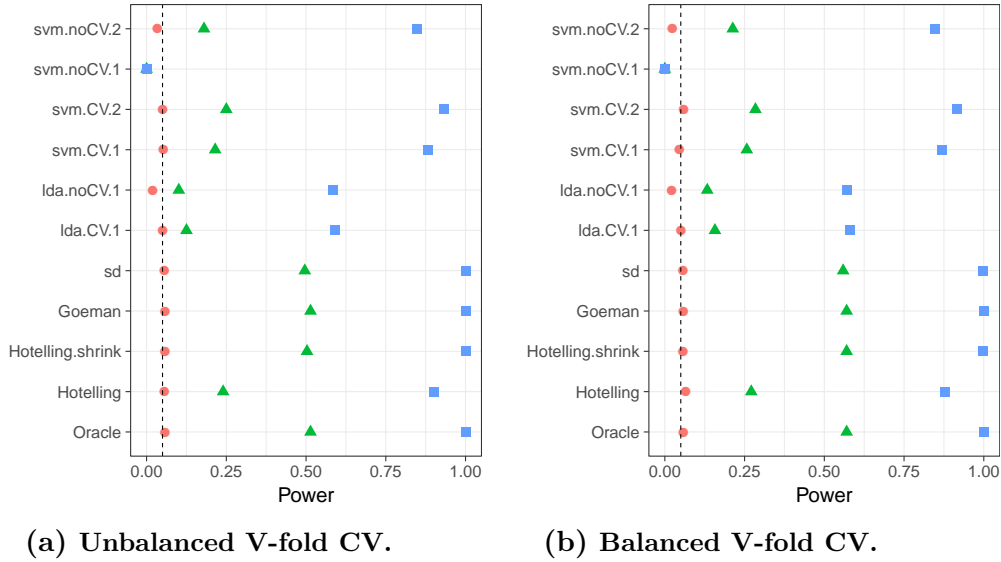 svm.noCV.2
svm.noCV.1
svm.CV.2
svm.CV.1
lda.noCV.1
lda.CV.1
sd
Goeman
Hotelling.shrink
Hotelling
Oracle
0.00 0.25 0.50 0.75 1.00
Power
(a) Unbalanced V-fold CV.
svm.noCV.2
svm.noCV.1
svm.CV.2
svm.CV.1
lda.noCV.1
lda.CV.1
sd
Goeman
Hotelling.shrink
Hotelling
Oracle
0.00 0.25 0.50 0.75 1.00
Power
(b) Balanced V-fold CV.